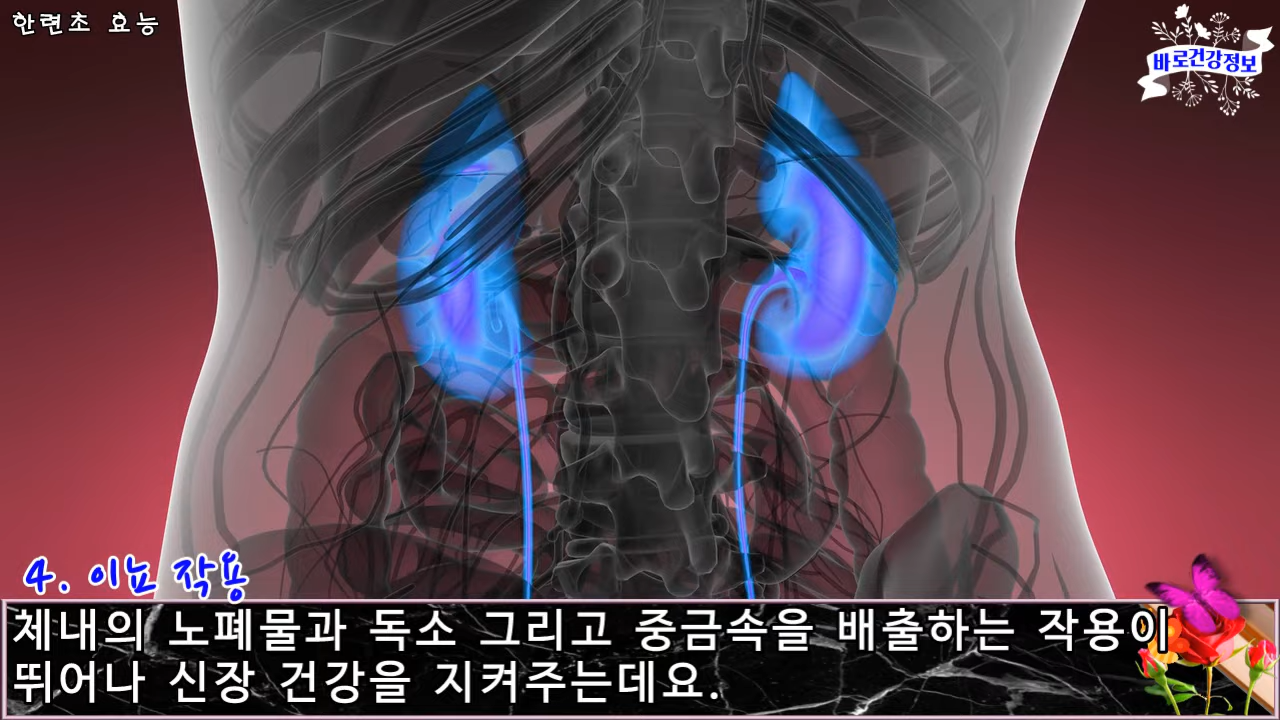 한련초 효능
바로건강정보
4. 이뇨 작용
체내의 노폐물과 독소 그리고 중금속을 배출하는 작용이
뛰어나 신장 건강을 지켜주는데요.